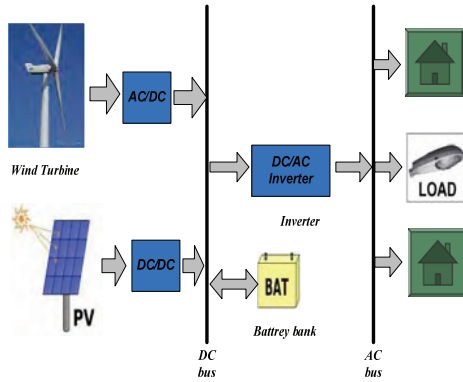 AC/DC
Wind Turbine
DC/AC
Inverter
Inverter
LOAD
DC/DC
PV
BAT
Battrey bank
DC
bus
AC
bus